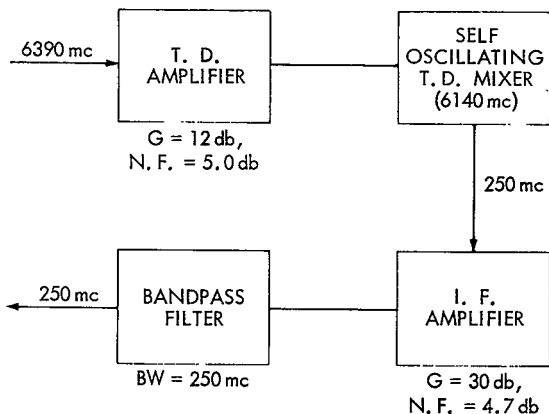 6390 mc
T. D.
AMPLIFIER
G = 12 db,
N. F. = 5.0 db
SELF
OSCILLATING
T. D. MIXER
(6140 mc)
250 mc
I. F.
AMPLIFIER
G = 30 db,
N. F. = 4.7 db
BANDPASS
FILTER
BW = 250 mc
250 mc